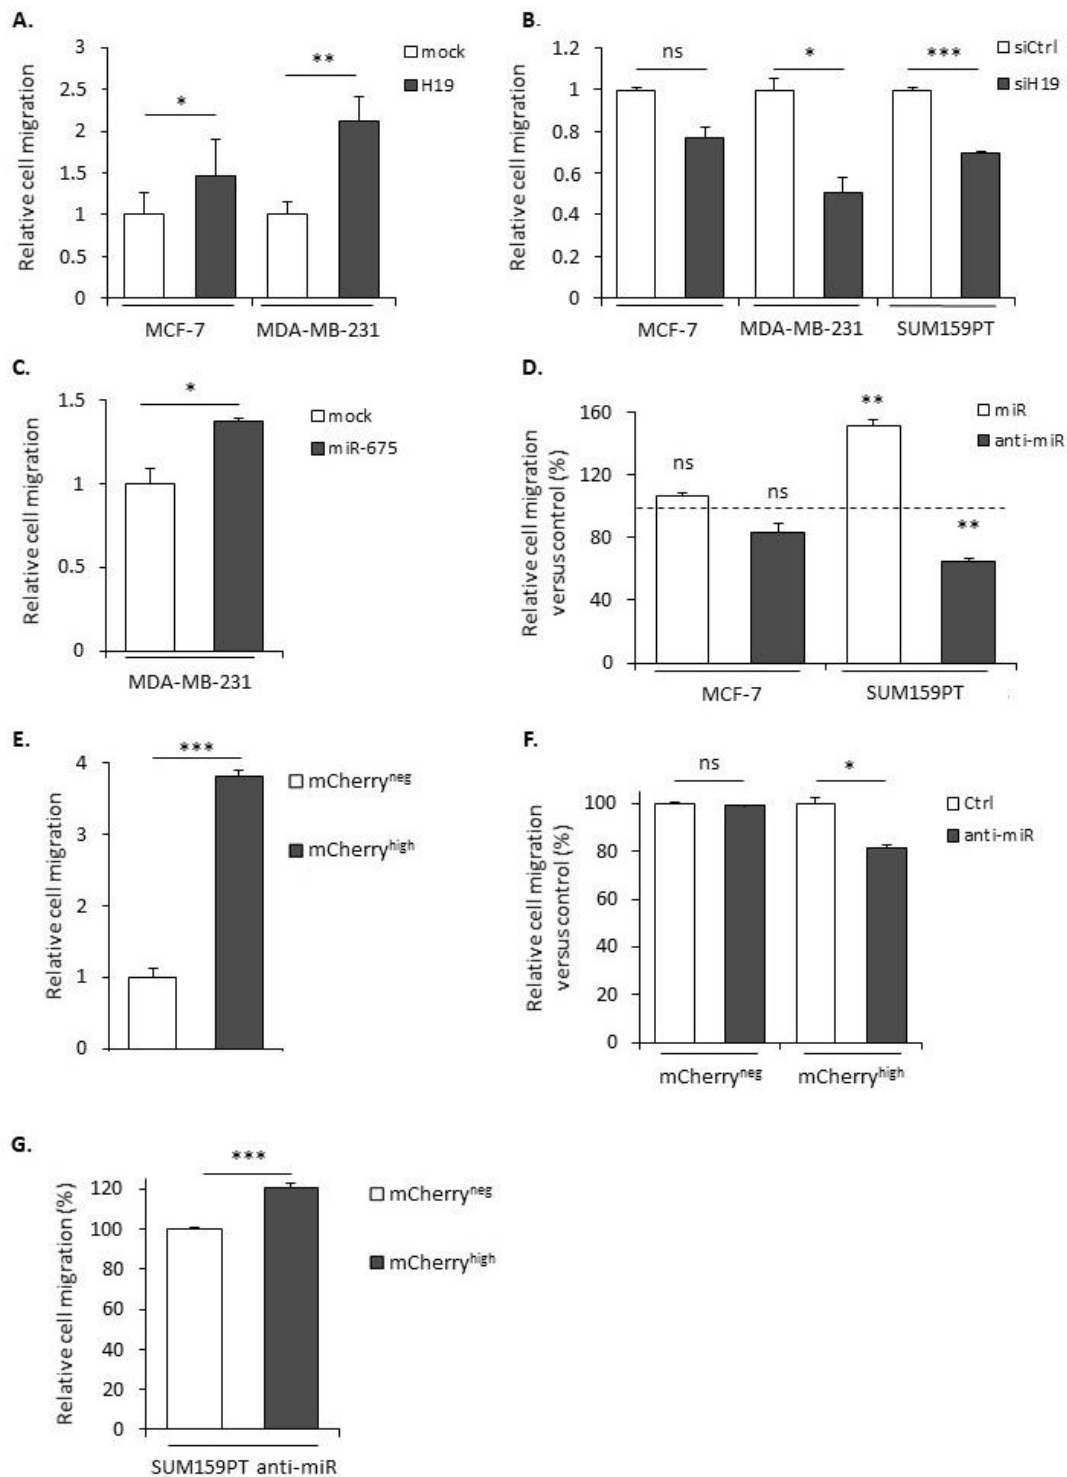 A.
Relative cell migration
3
2.5
2
1.5
1
0.5
0
*
**
mock
H19
MCF-7
MDA-MB-231
B.
Relative cell migration
1.2
1
0.8
0.6
0.4
0.2
0
ns
*
***
siCtrl
siH19
MCF-7
MDA-MB-231
SUM159PT
C.
Relative cell migration
1.5
1
0.5
0
*
mock
miR-675
MDA-MB-231
D.
Relative cell migration
versus control (%)
160
120
80
40
0
ns
ns
**
**
miR
anti-miR
MCF-7
SUM159PT
E.
Relative cell migration
4
3
2
1
0
***
mCherryneg
mCherryhigh
F.
Relative cell migration
versus control (%)
100
80
60
40
20
0
ns
*
Ctrl
anti-miR
mCherryneg
mCherryhigh
G.
Relative cell migration (%)
120
100
80
60
40
20
0
***
mCherryneg
mCherryhigh
SUM159PT anti-miR